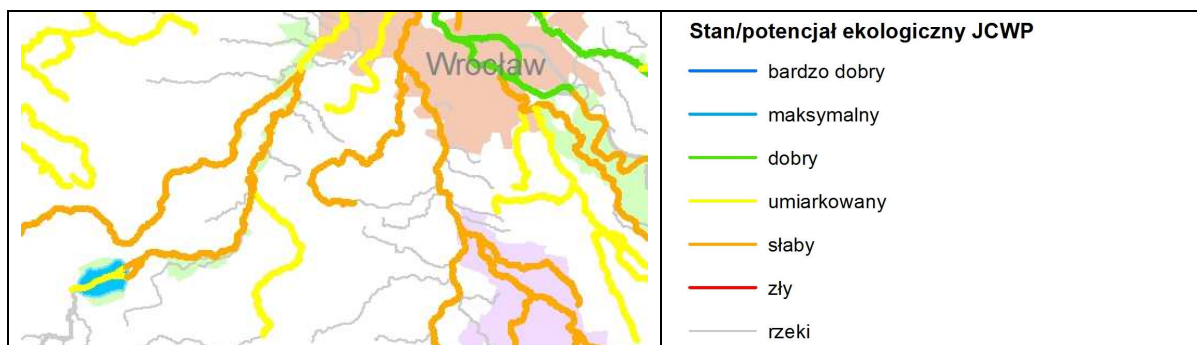 Wrocław
Stan/potencjał ekologiczny JCWP
bardzo dobry
maksymalny
dobry
umiarkowany
słaby
zły
rzeki